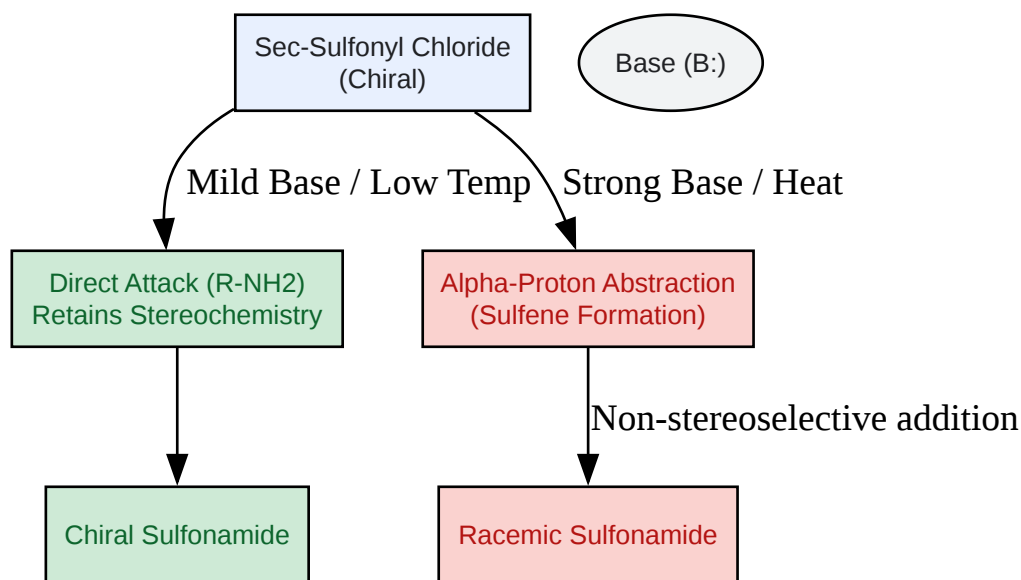 Sec-Sulfonyl Chloride
(Chiral)
Base (B:)
Mild Base / Low Temp
Strong Base / Heat
Direct Attack (R-NH2)
Retains Stereochemistry
Alpha-Proton Abstraction
(Sulfene Formation)
Non-stereoselective addition
Chiral Sulfonamide
Racemic Sulfonamide